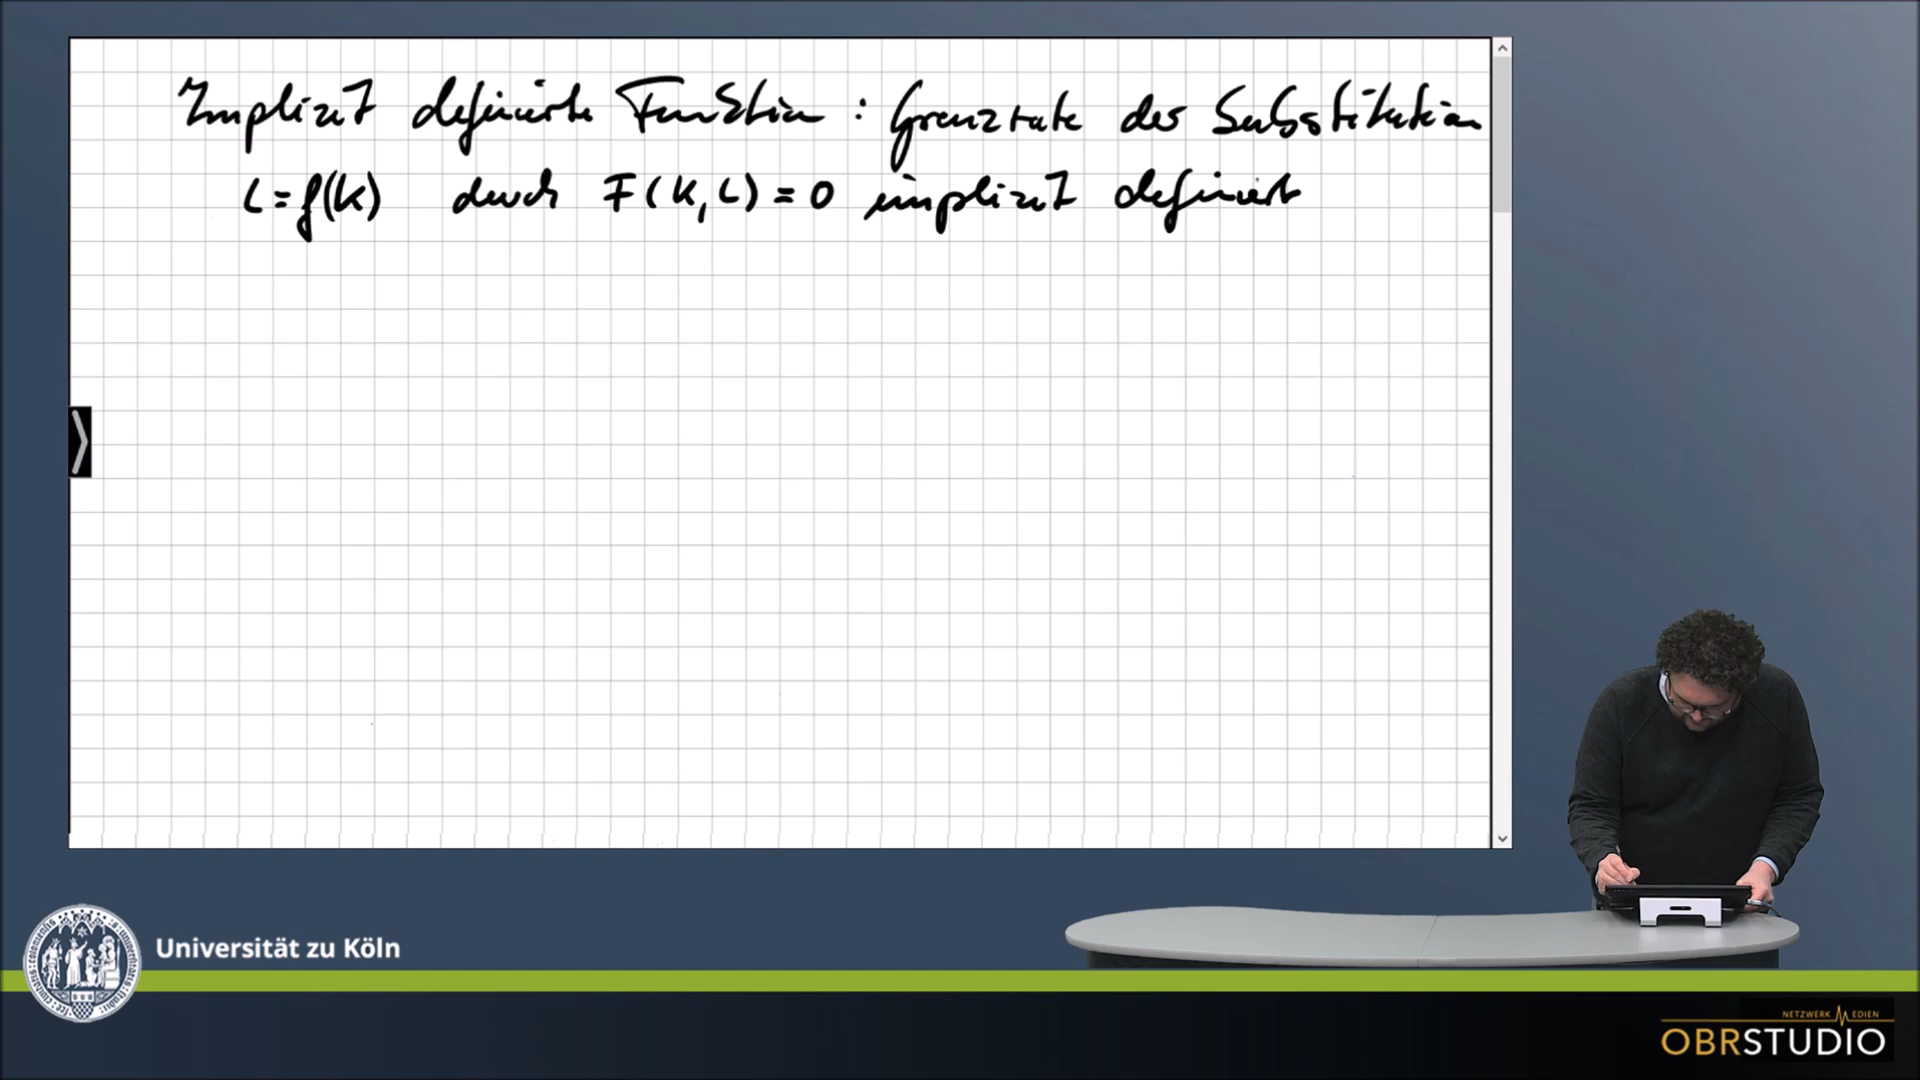 Implizit definierte Funktion: Grenzrate der Substitution
L = f(K) durch F(K, L) = 0 implizit definiert
Universität zu Köln
NETZWERK MEDIEN
OBRSTUDIO